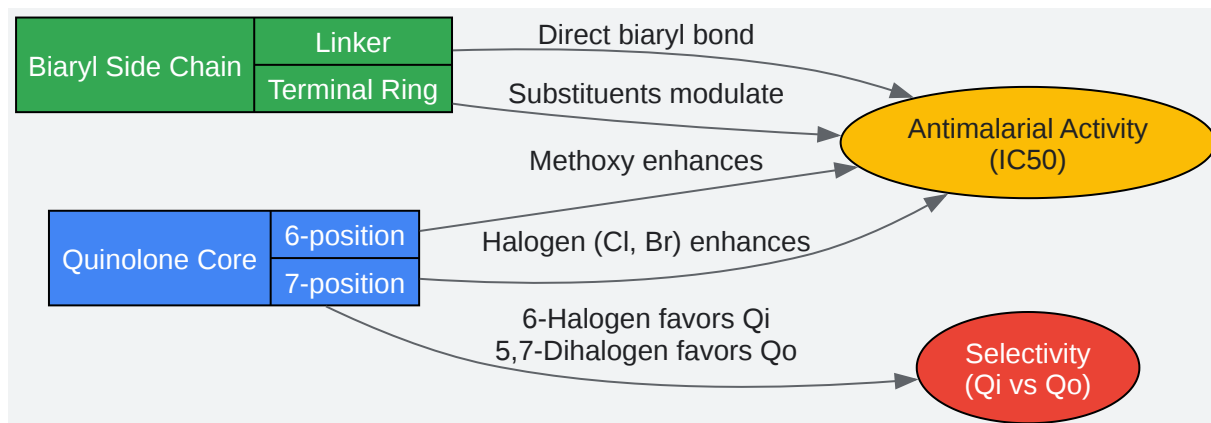 Biaryl Side Chain
Linker
Terminal Ring
Direct biaryl bond
Substituents modulate
Antimalarial Activity
(IC50)
Methoxy enhances
Quinolone Core
6-position
7-position
Halogen (Cl, Br) enhances
6-Halogen favors Qi
5,7-Dihalogen favors Qo
Selectivity
(Qi vs Qo)